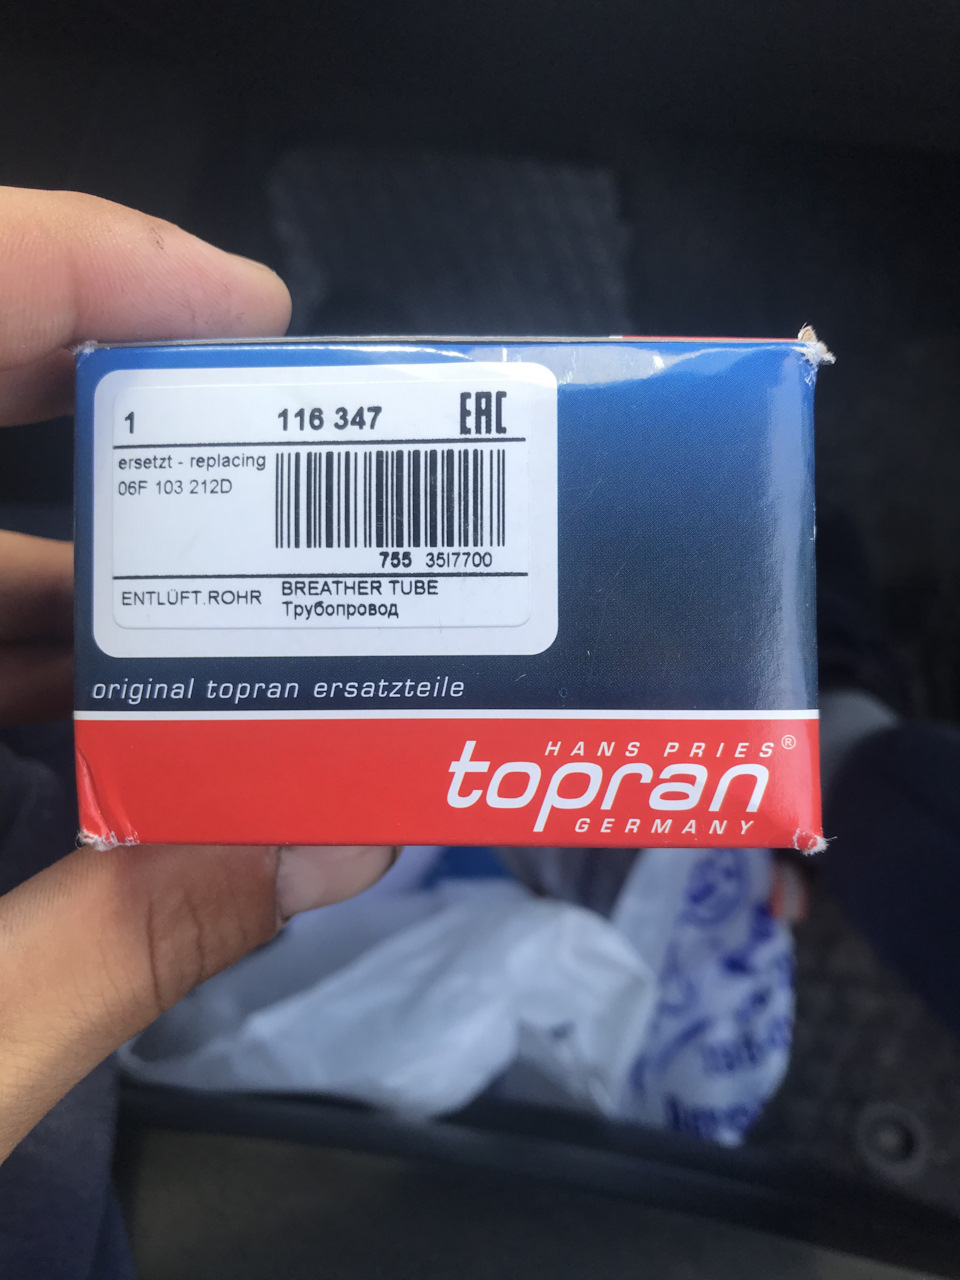 1 116 347 EAC
ersetzt - replacing
06F 103 212D
755 35I7700
ENTLÜFT.ROHR BREATHER TUBE
Трубопровод
original topran ersatzteile
HANS PRIES®
topran
GERMANY